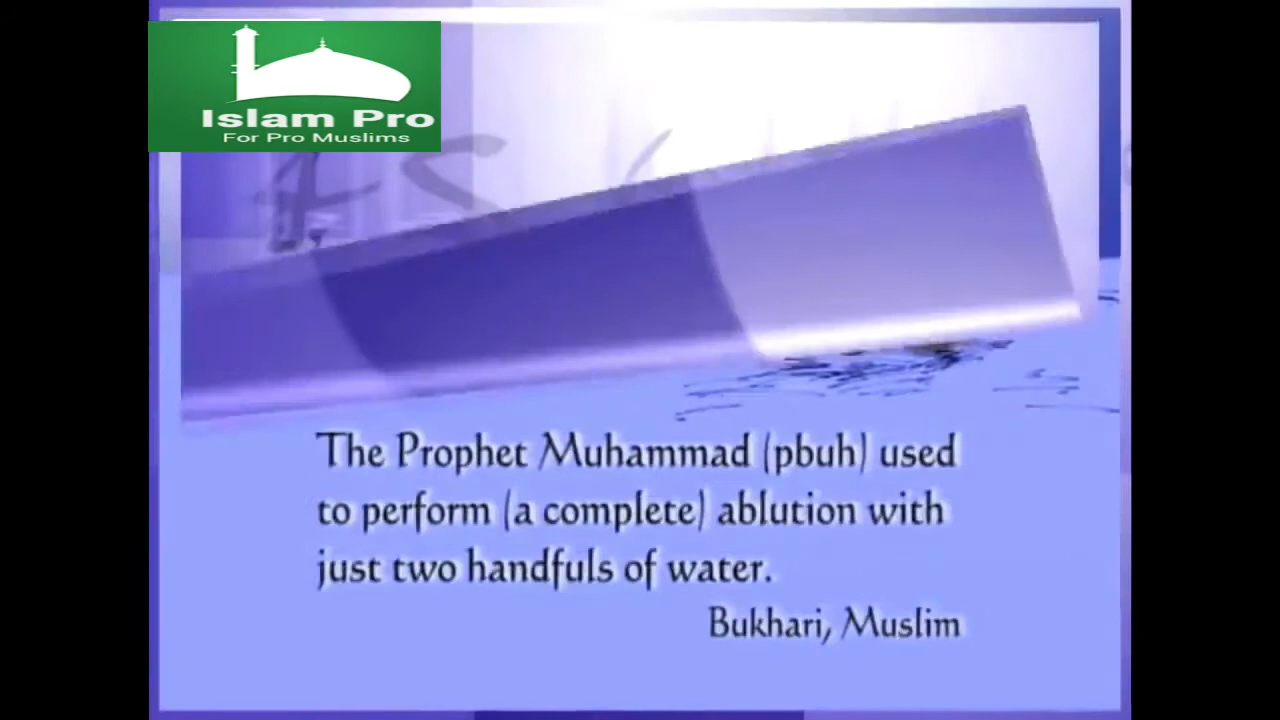 Islam Pro
For Pro Muslims
The Prophet Muhammad (pbuh) used
to perform (a complete) ablution with
just two handfuls of water.
Bukhari, Muslim